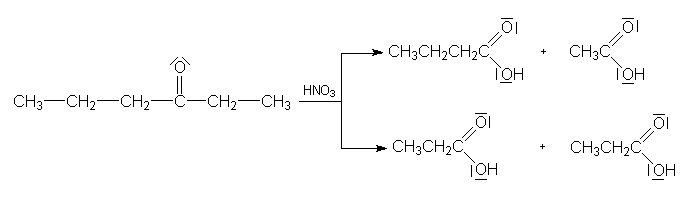 O
CH3—CH2—CH2—C—CH2—CH3
HNO3
CH3CH2CH2C
O
OH
+
CH3C
O
OH
CH3CH2C
O
OH
+
CH3CH2C
O
OH